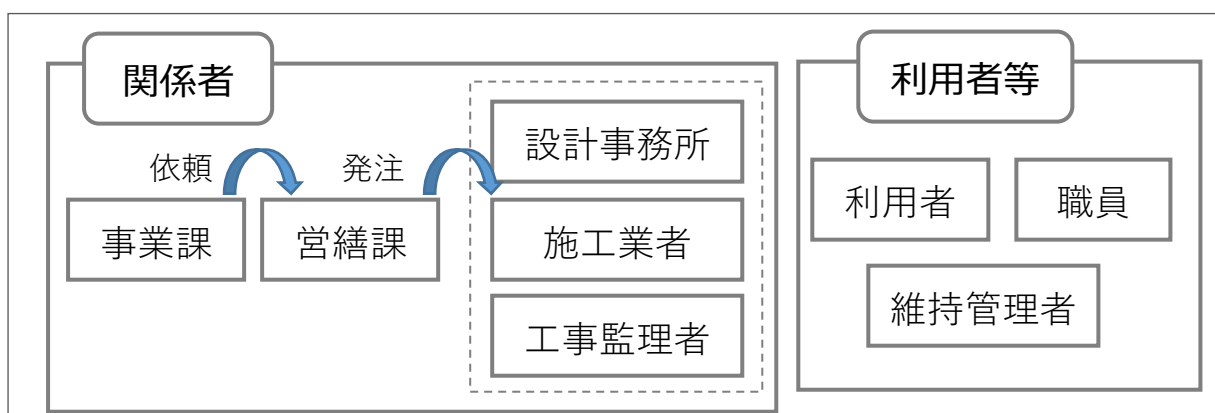 関係者
依頼
発注
事業課
営繕課
設計事務所
施工業者
工事監理者
利用者等
利用者
職員
維持管理者